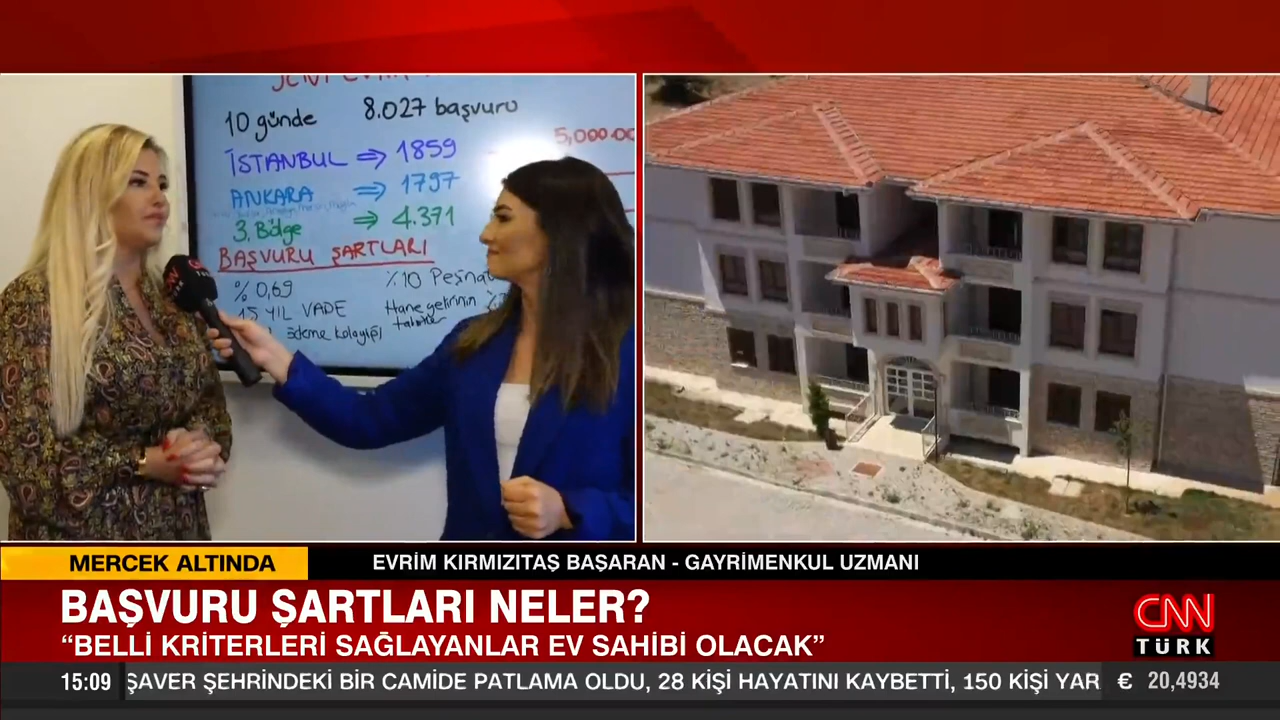 10 günde 8.027 başvuru
5,000.00
İSTANBUL ⇒ 1859
ANKARA ⇒ 1797
3. Bölge ⇒ 4.371
BAŞVURU ŞARTLARI
% 0,69
%10 Peşinat
15 YIL VADE
Hane gelirinin
ödeme kolaylığı
CNN
TÜRK
MERCEK ALTINDA
EVRİM KIRMIZITAŞ BAŞARAN - GAYRİMENKUL UZMANI
BAŞVURU ŞARTLARI NELER?
“BELLİ KRİTERLERİ SAĞLAYANLAR EV SAHİBİ OLACAK”
CNN
TÜRK
15:09
ŞAVER ŞEHRİNDEKİ BİR CAMİDE PATLAMA OLDU, 28 KİŞİ HAYATINI KAYBETTİ, 150 KİŞİ YAR
€ 20,4934